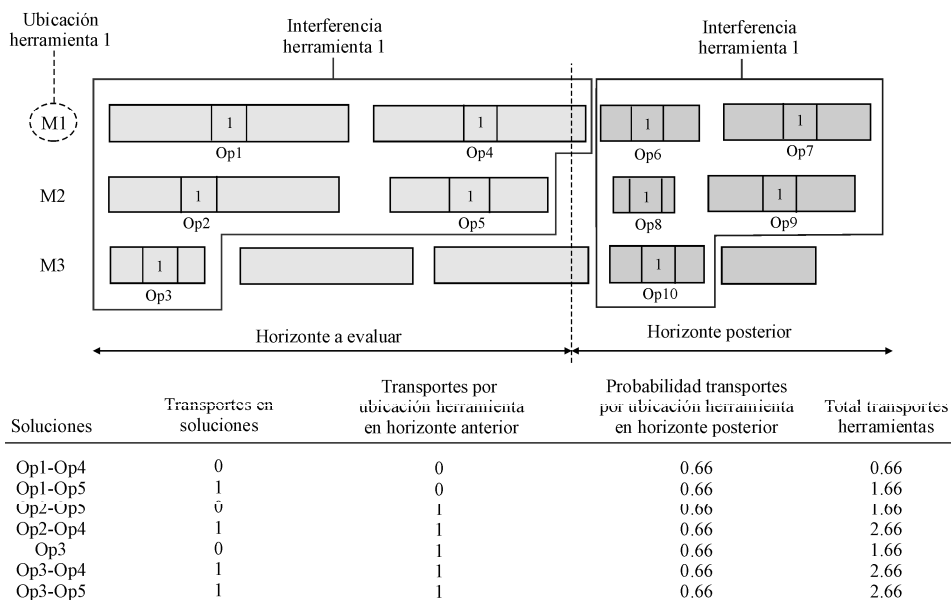 Ubicación
herramienta 1
Interferencia
herramienta 1
Interferencia
herramienta 1
M1
1
Op1
1
Op4
1
Op6
1
Op7
M2
1
Op2
1
Op5
1
Op8
1
Op9
M3
1
Op3
1
Op10
Horizonte a evaluar
Horizonte posterior
Soluciones
Transportes en
soluciones
Transportes por
ubicación herramienta
en horizonte anterior
Probabilidad transportes
por ubicación herramienta
en horizonte posterior
Total transportes
herramientas
Op1-Op4 0 0 0.66 0.66
Op1-Op5 1 0 0.66 1.66
Op2-Op5 0 1 0.66 1.66
Op2-Op4 1 1 0.66 2.66
Op3 0 1 0.66 1.66
Op3-Op4 1 1 0.66 2.66
Op3-Op5 1 1 0.66 2.66